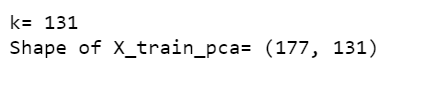 k= 131
Shape of X_train_pca= (177, 131)